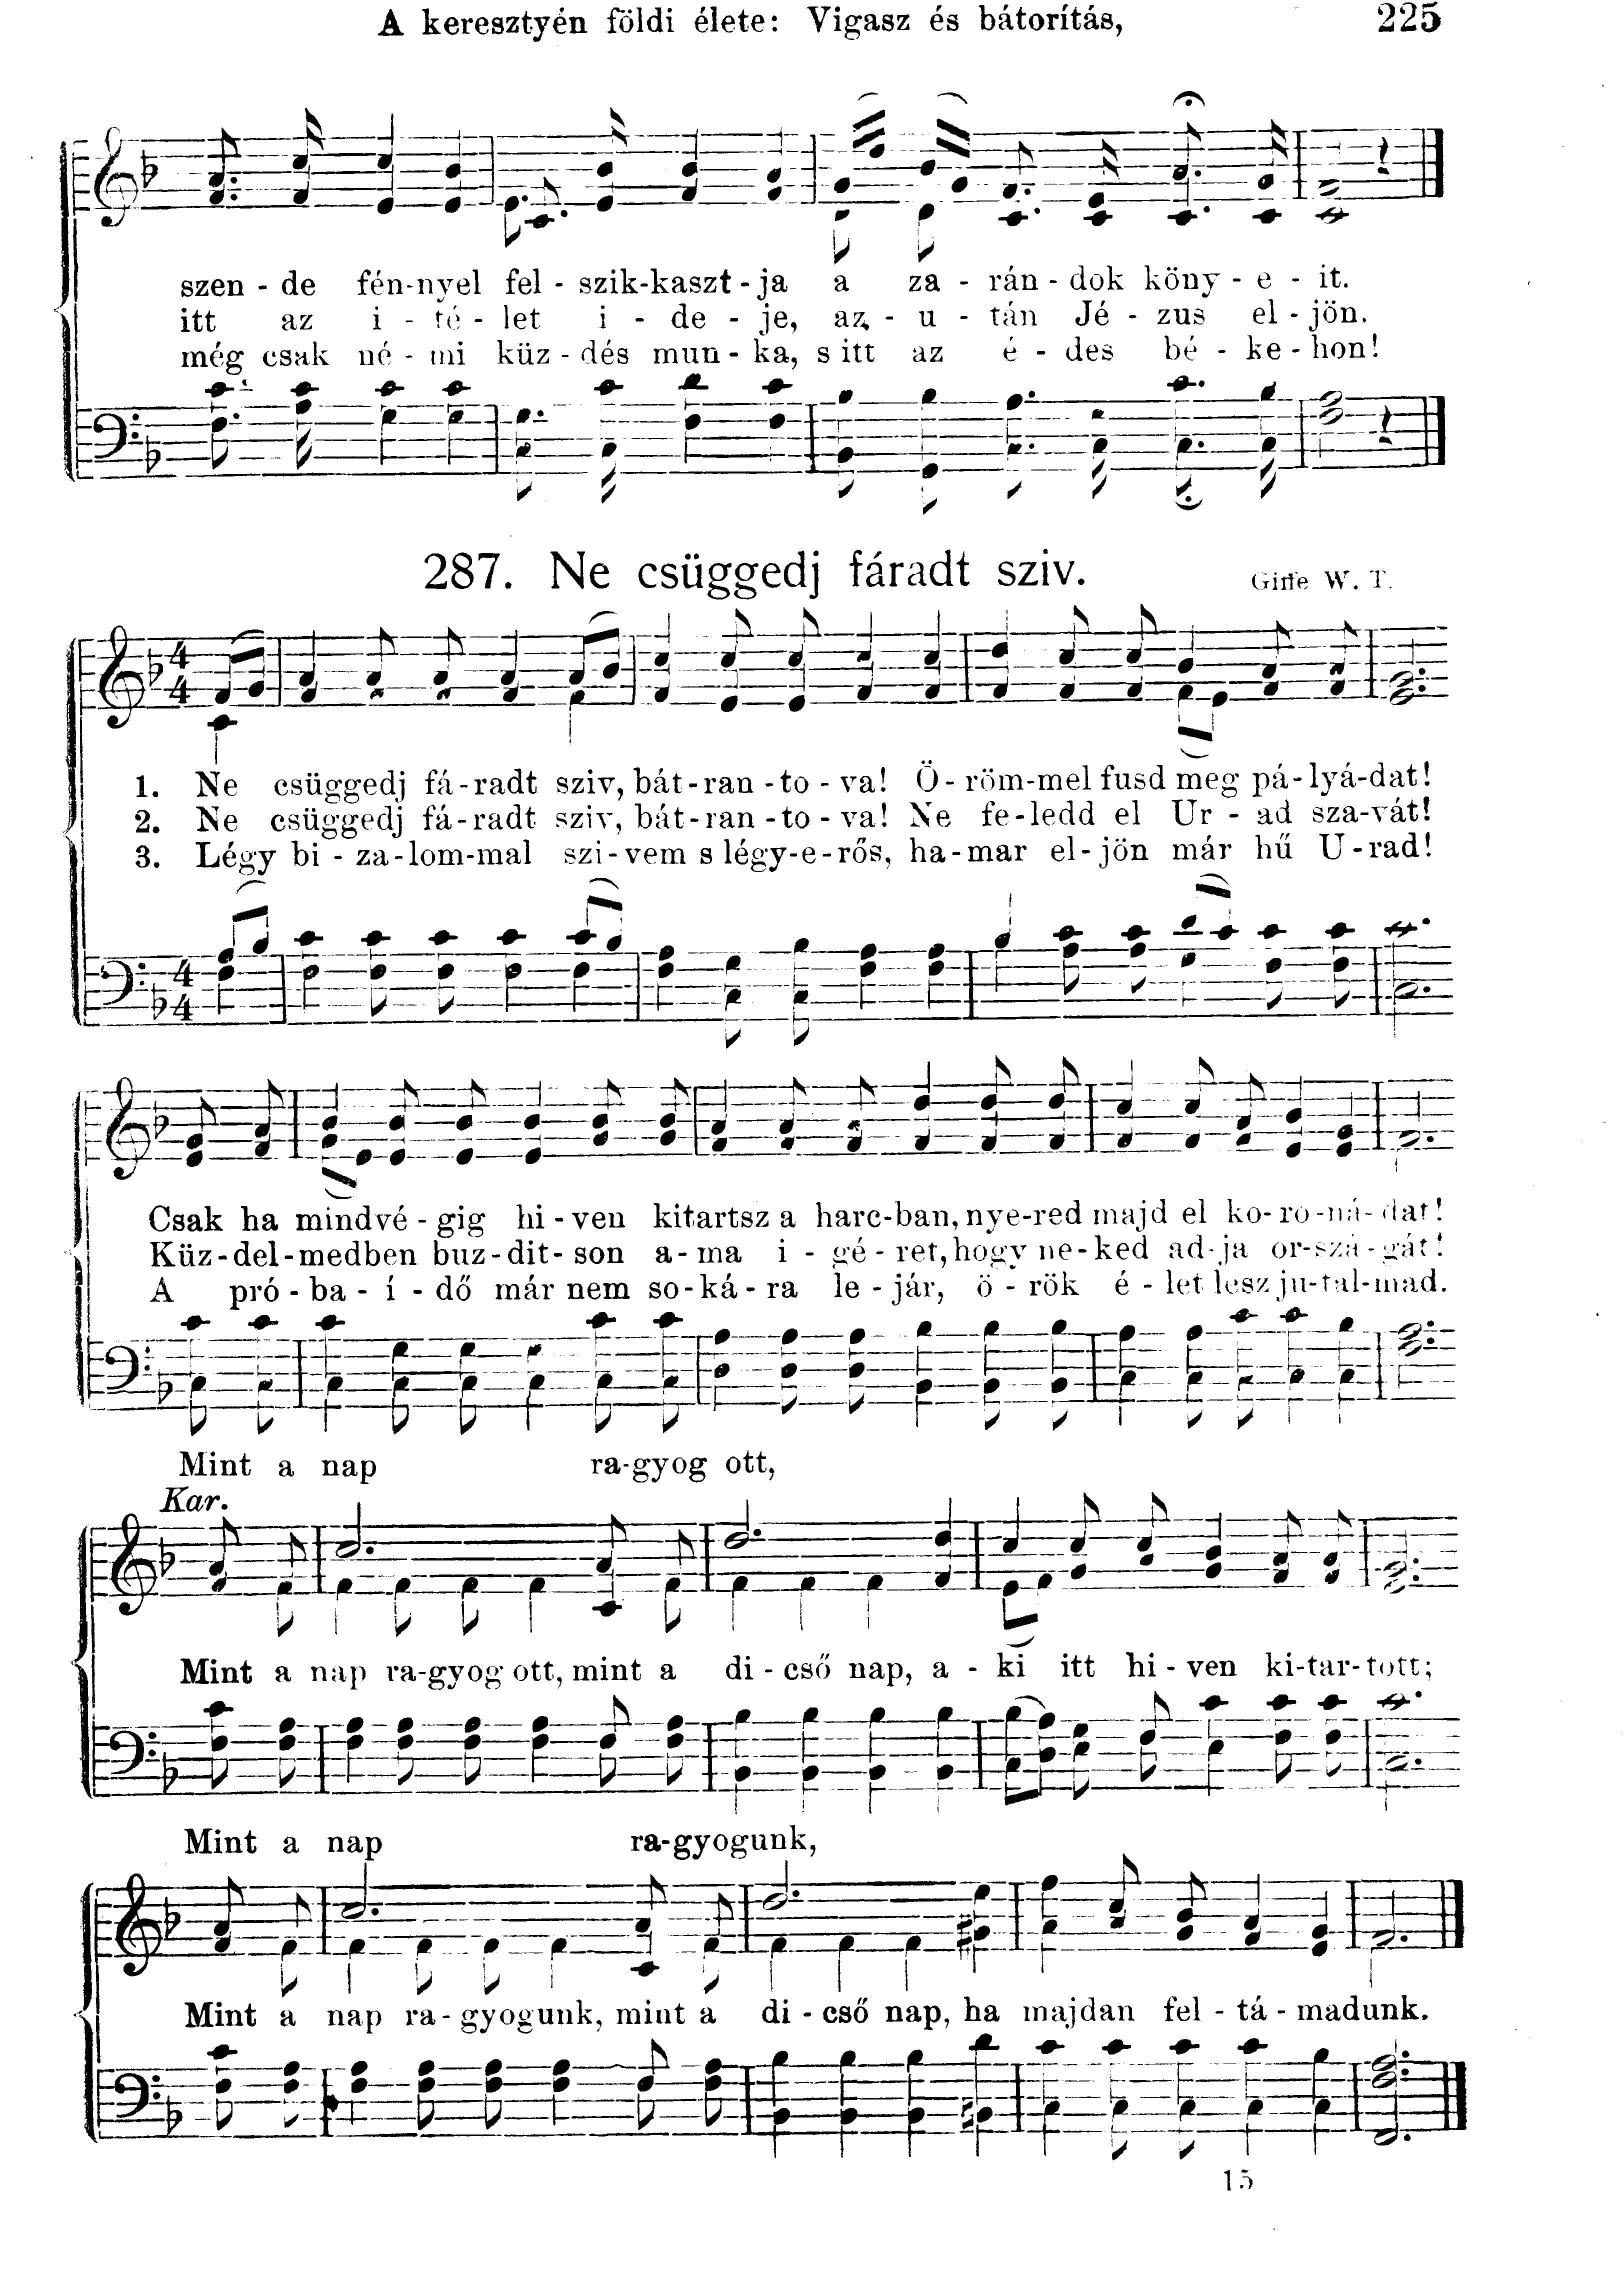 A keresztyén földi élete: Vigasz és bátorítás, 225
szen - de fén-nyel fel - szik-kaszt - ja a za - rán - dok köny - e - it.
itt az i - té - let i - de - je, az - u - tán Jé - zus el - jön.
még csak né - mi küz - dés mun - ka, s itt az é - des bé - ke - hon!
287. Ne csüggedj fáradt sziv. Giffe W. T.
4
4
1. Ne csüggedj fá - radt sziv, bát - ran - to - va! Ö - röm-mel fusd meg pá - lyá - dat!
2. Ne csüggedj fá - radt sziv, bát - ran - to - va! Ne fe - ledd el Ur - ad sza - vát!
3. Légy bi - za - lom - mal szi - vem s légy - e - rős, ha - mar el - jön már hű U - rad!
4
4
Csak ha mindvé - gig hi - ven kitartsz a harc-ban, nye - red majd el ko - ro - ná - dat!
Küz - del - medben buz - dit - son a - ma i - gé - ret, hogy ne - ked ad - ja or - szá - gát!
A pró - ba - í - dő már nem so - ká - ra le - jár, ö - rök é - let lesz ju - tal - mad.
Mint a nap ra-gyog ott,
Kar.
Mint a nap ra-gyog ott, mint a di - cső nap, a - ki itt hi - ven ki - tar - tott;
Mint a nap ra-gyogunk,
Mint a nap ra - gyogunk, mint a di - cső nap, ha majdan fel - tá - madunk.
15